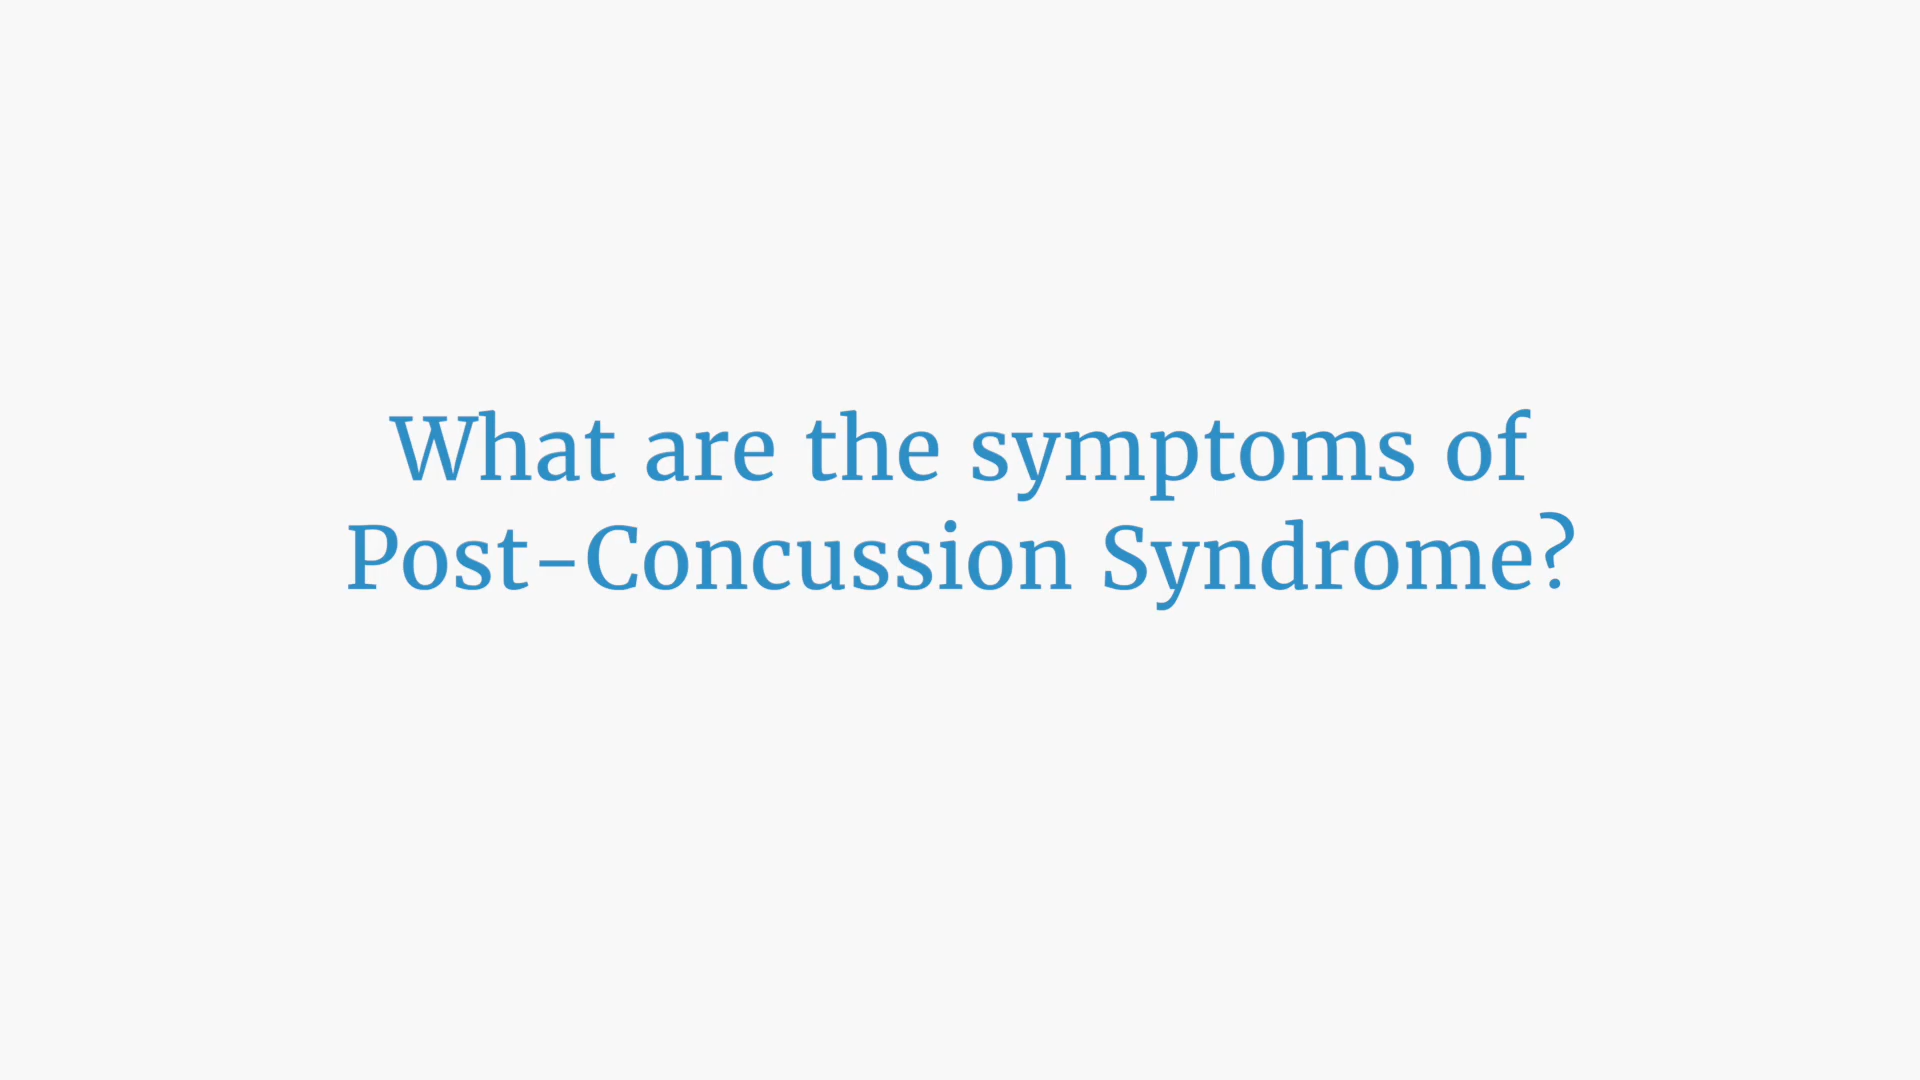 What are the symptoms of
Post-Concussion Syndrome?